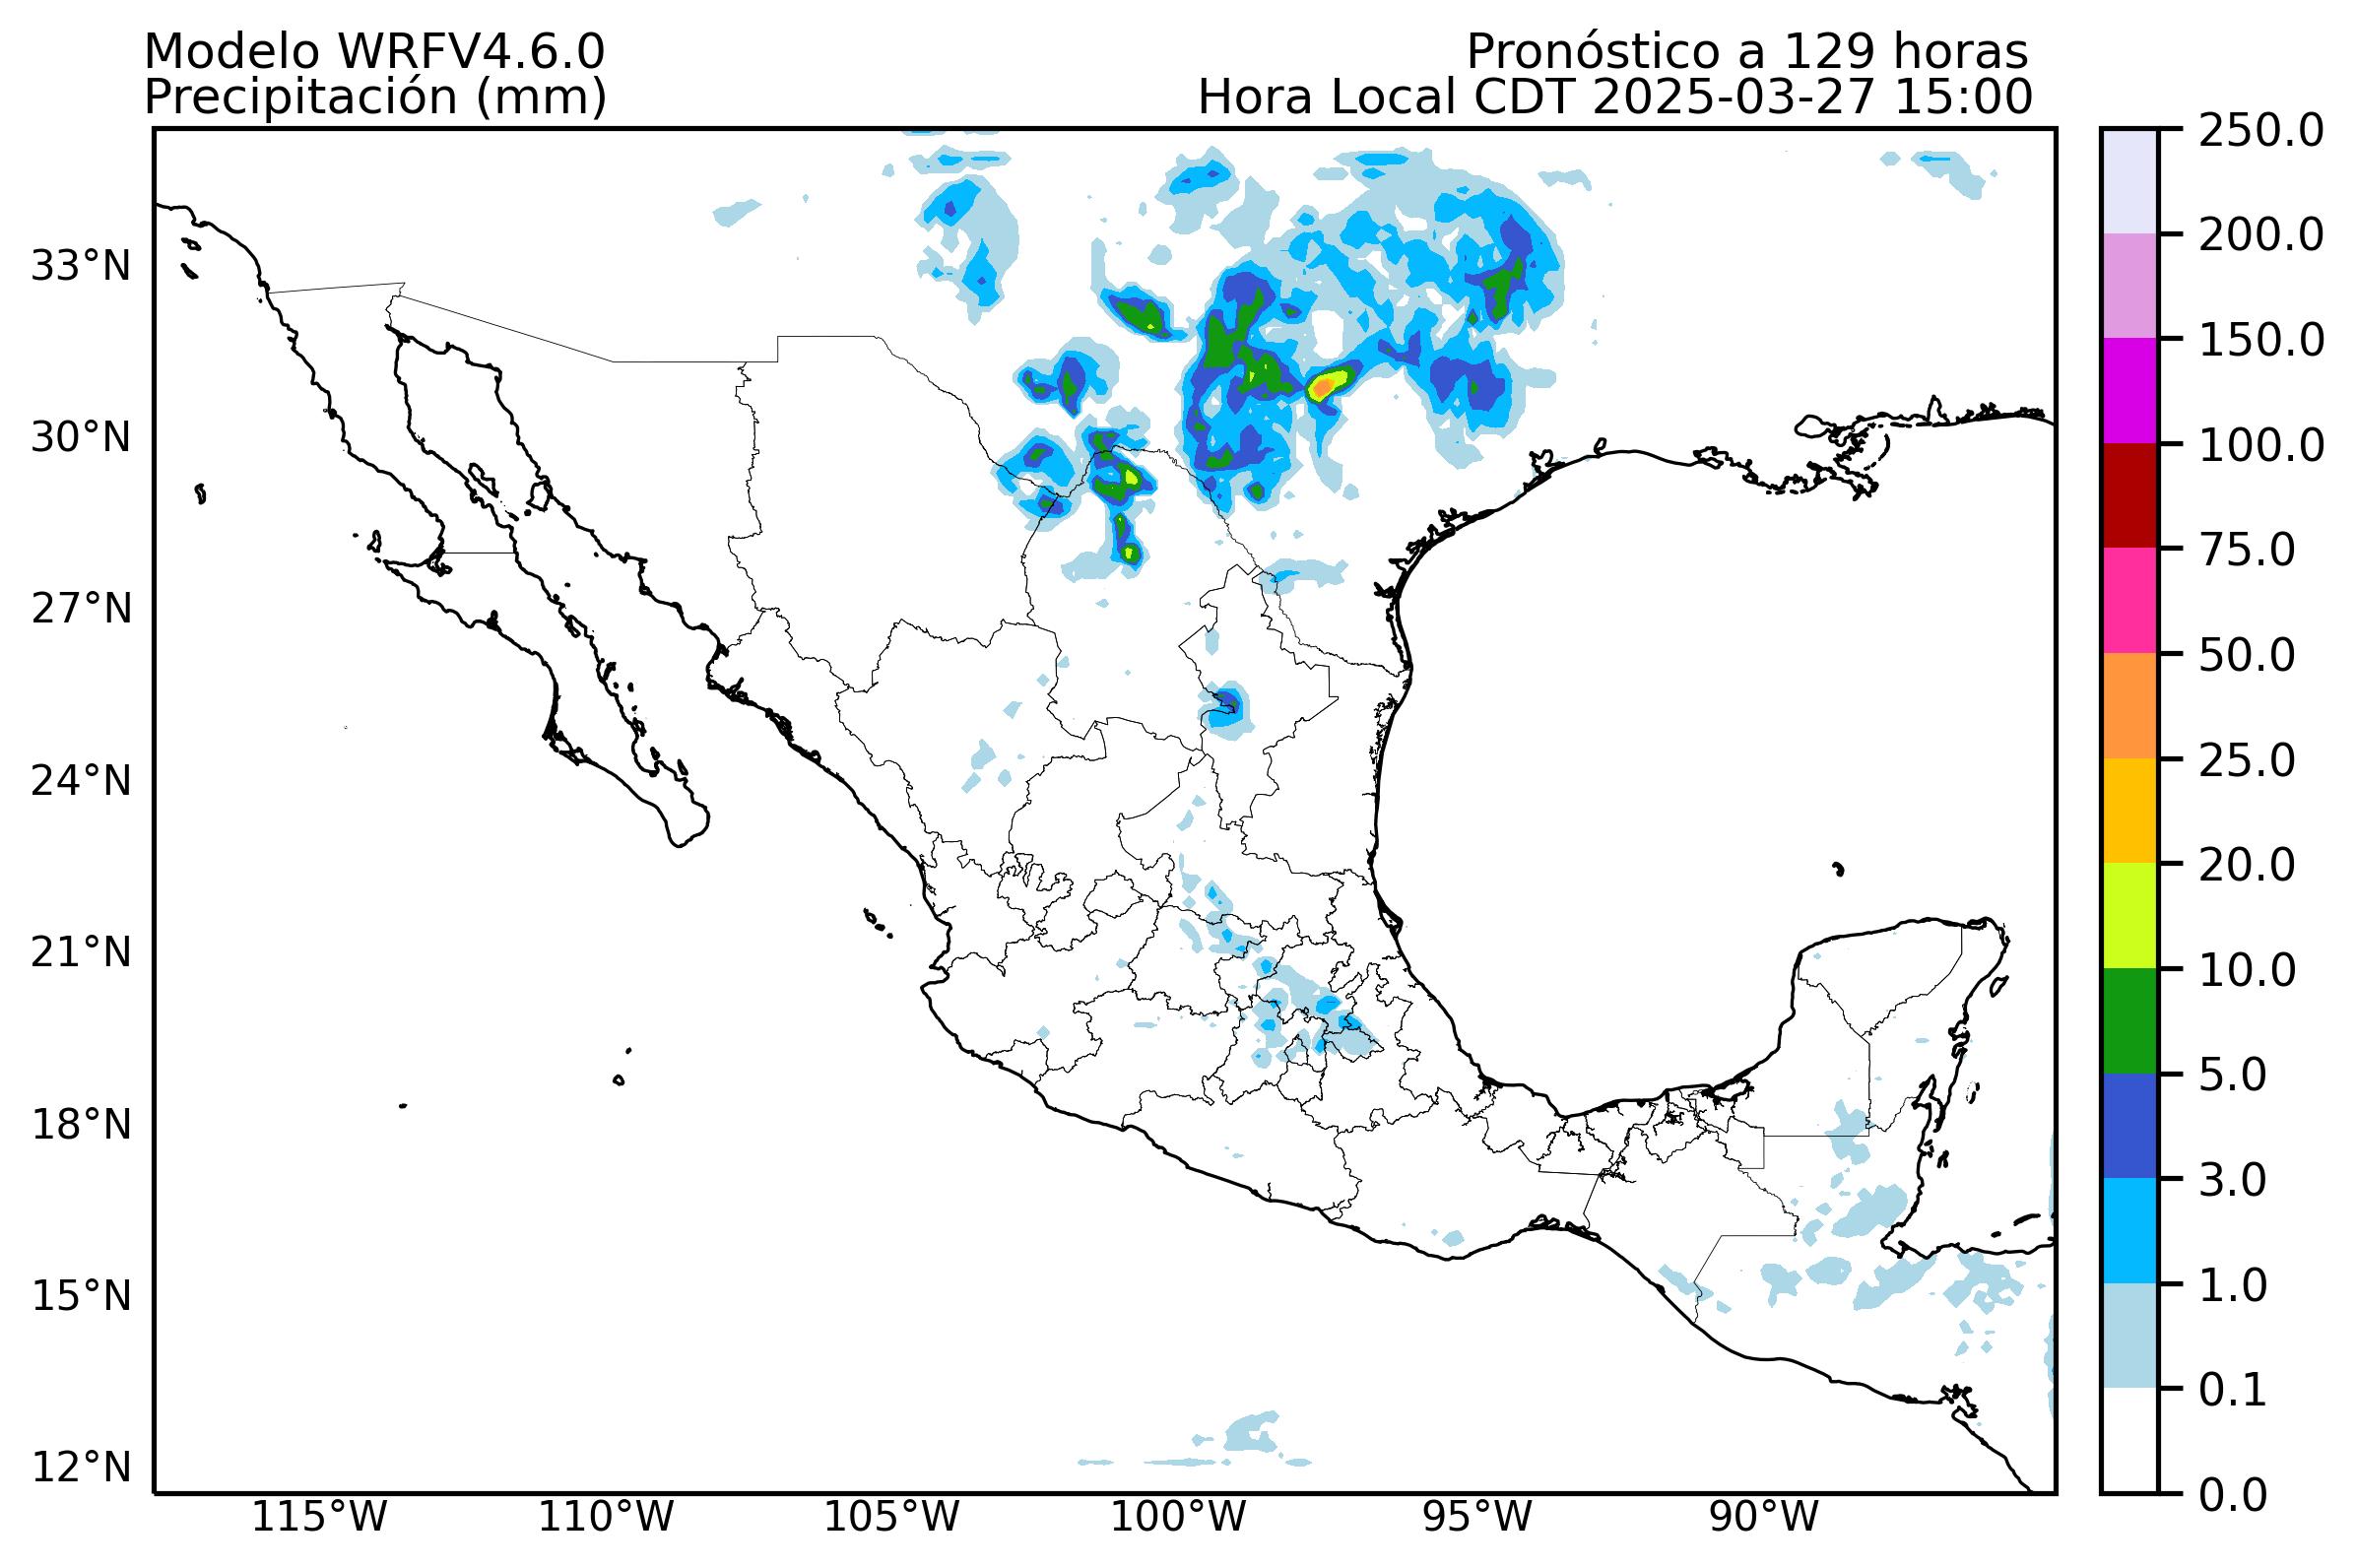 Modelo WRFV4.6.0
Pronóstico a 129 horas
Precipitación (mm)
Hora Local CDT 2025-03-27 15:00
33°N
30°N
27°N
24°N
21°N
18°N
15°N
12°N
115°W
110°W
105°W
100°W
95°W
90°W
250.0
200.0
150.0
100.0
75.0
50.0
25.0
20.0
10.0
5.0
3.0
1.0
0.1
0.0